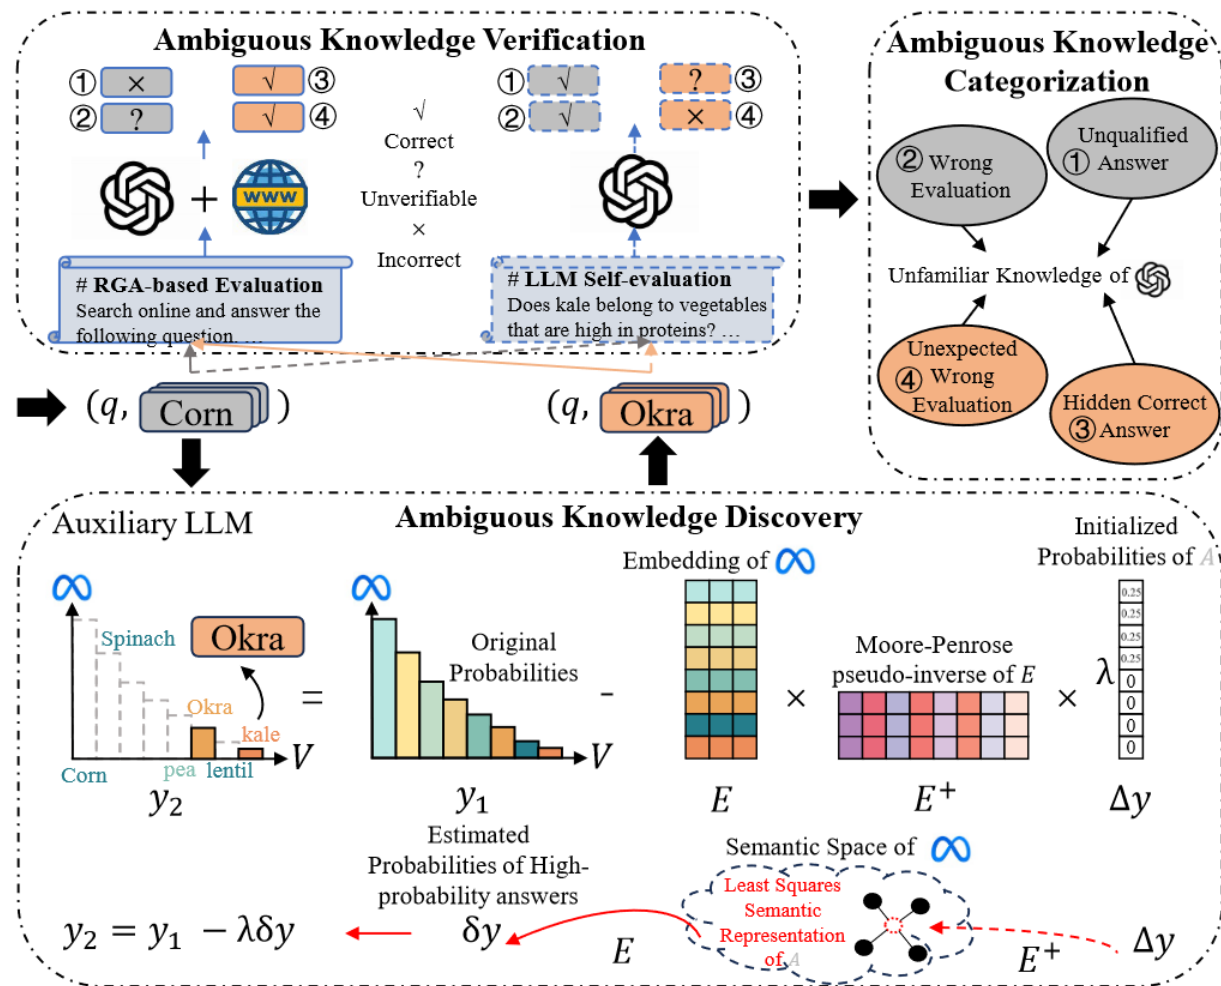 Ambiguous Knowledge Verification
① × √ ③
② ? √ ④
① √ ? ③
② √ × ④
√
Correct
?
Unverifiable
×
Incorrect
+
WWW
# RGA-based Evaluation
Search online and answer the
following question. ...
# LLM Self-evaluation
Does kale belong to vegetables
that are high in proteins? ...
Ambiguous Knowledge
Categorization
② Wrong
Evaluation
Unqualified
① Answer
Unfamiliar Knowledge of
Unexpected
④ Wrong
Evaluation
Hidden Correct
③ Answer
(q, Corn)
(q, Okra)
Auxiliary LLM
Ambiguous Knowledge Discovery
Initialized
Probabilities of A
Embedding of
Spinach
Okra
Okra
kale
Corn
pea
lentil
V
y₂
=
Original
Probabilities
V
y₁
-
E
×
Moore-Penrose
pseudo-inverse of E
E⁺
×
λ
0.25
0.25
0.25
0.25
0
0
0
0
Δy
Estimated
Probabilities of High-
probability answers
Semantic Space of
Least Squares
Semantic
Representation
of A
y₂ = y₁ − λδy
δy
E
E⁺
Δy